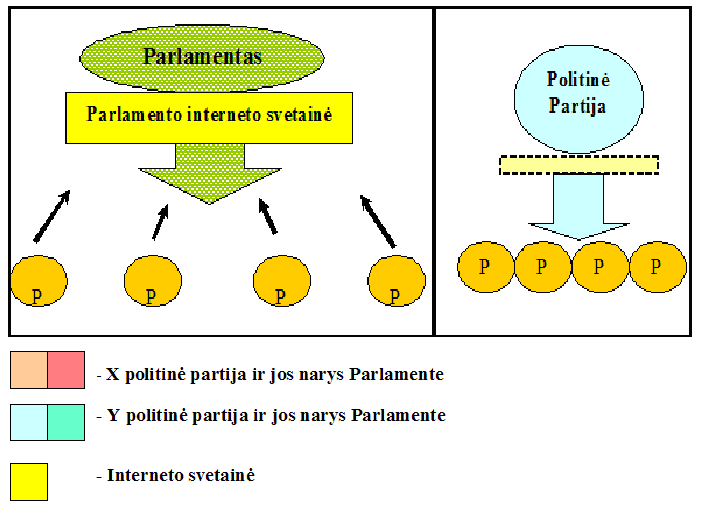 Parlamentas
Parlamento interneto svetainė
P P P P
Politinė
Partija
P P P P
- X politinė partija ir jos narys Parlamente
- Y politinė partija ir jos narys Parlamente
- Interneto svetainė